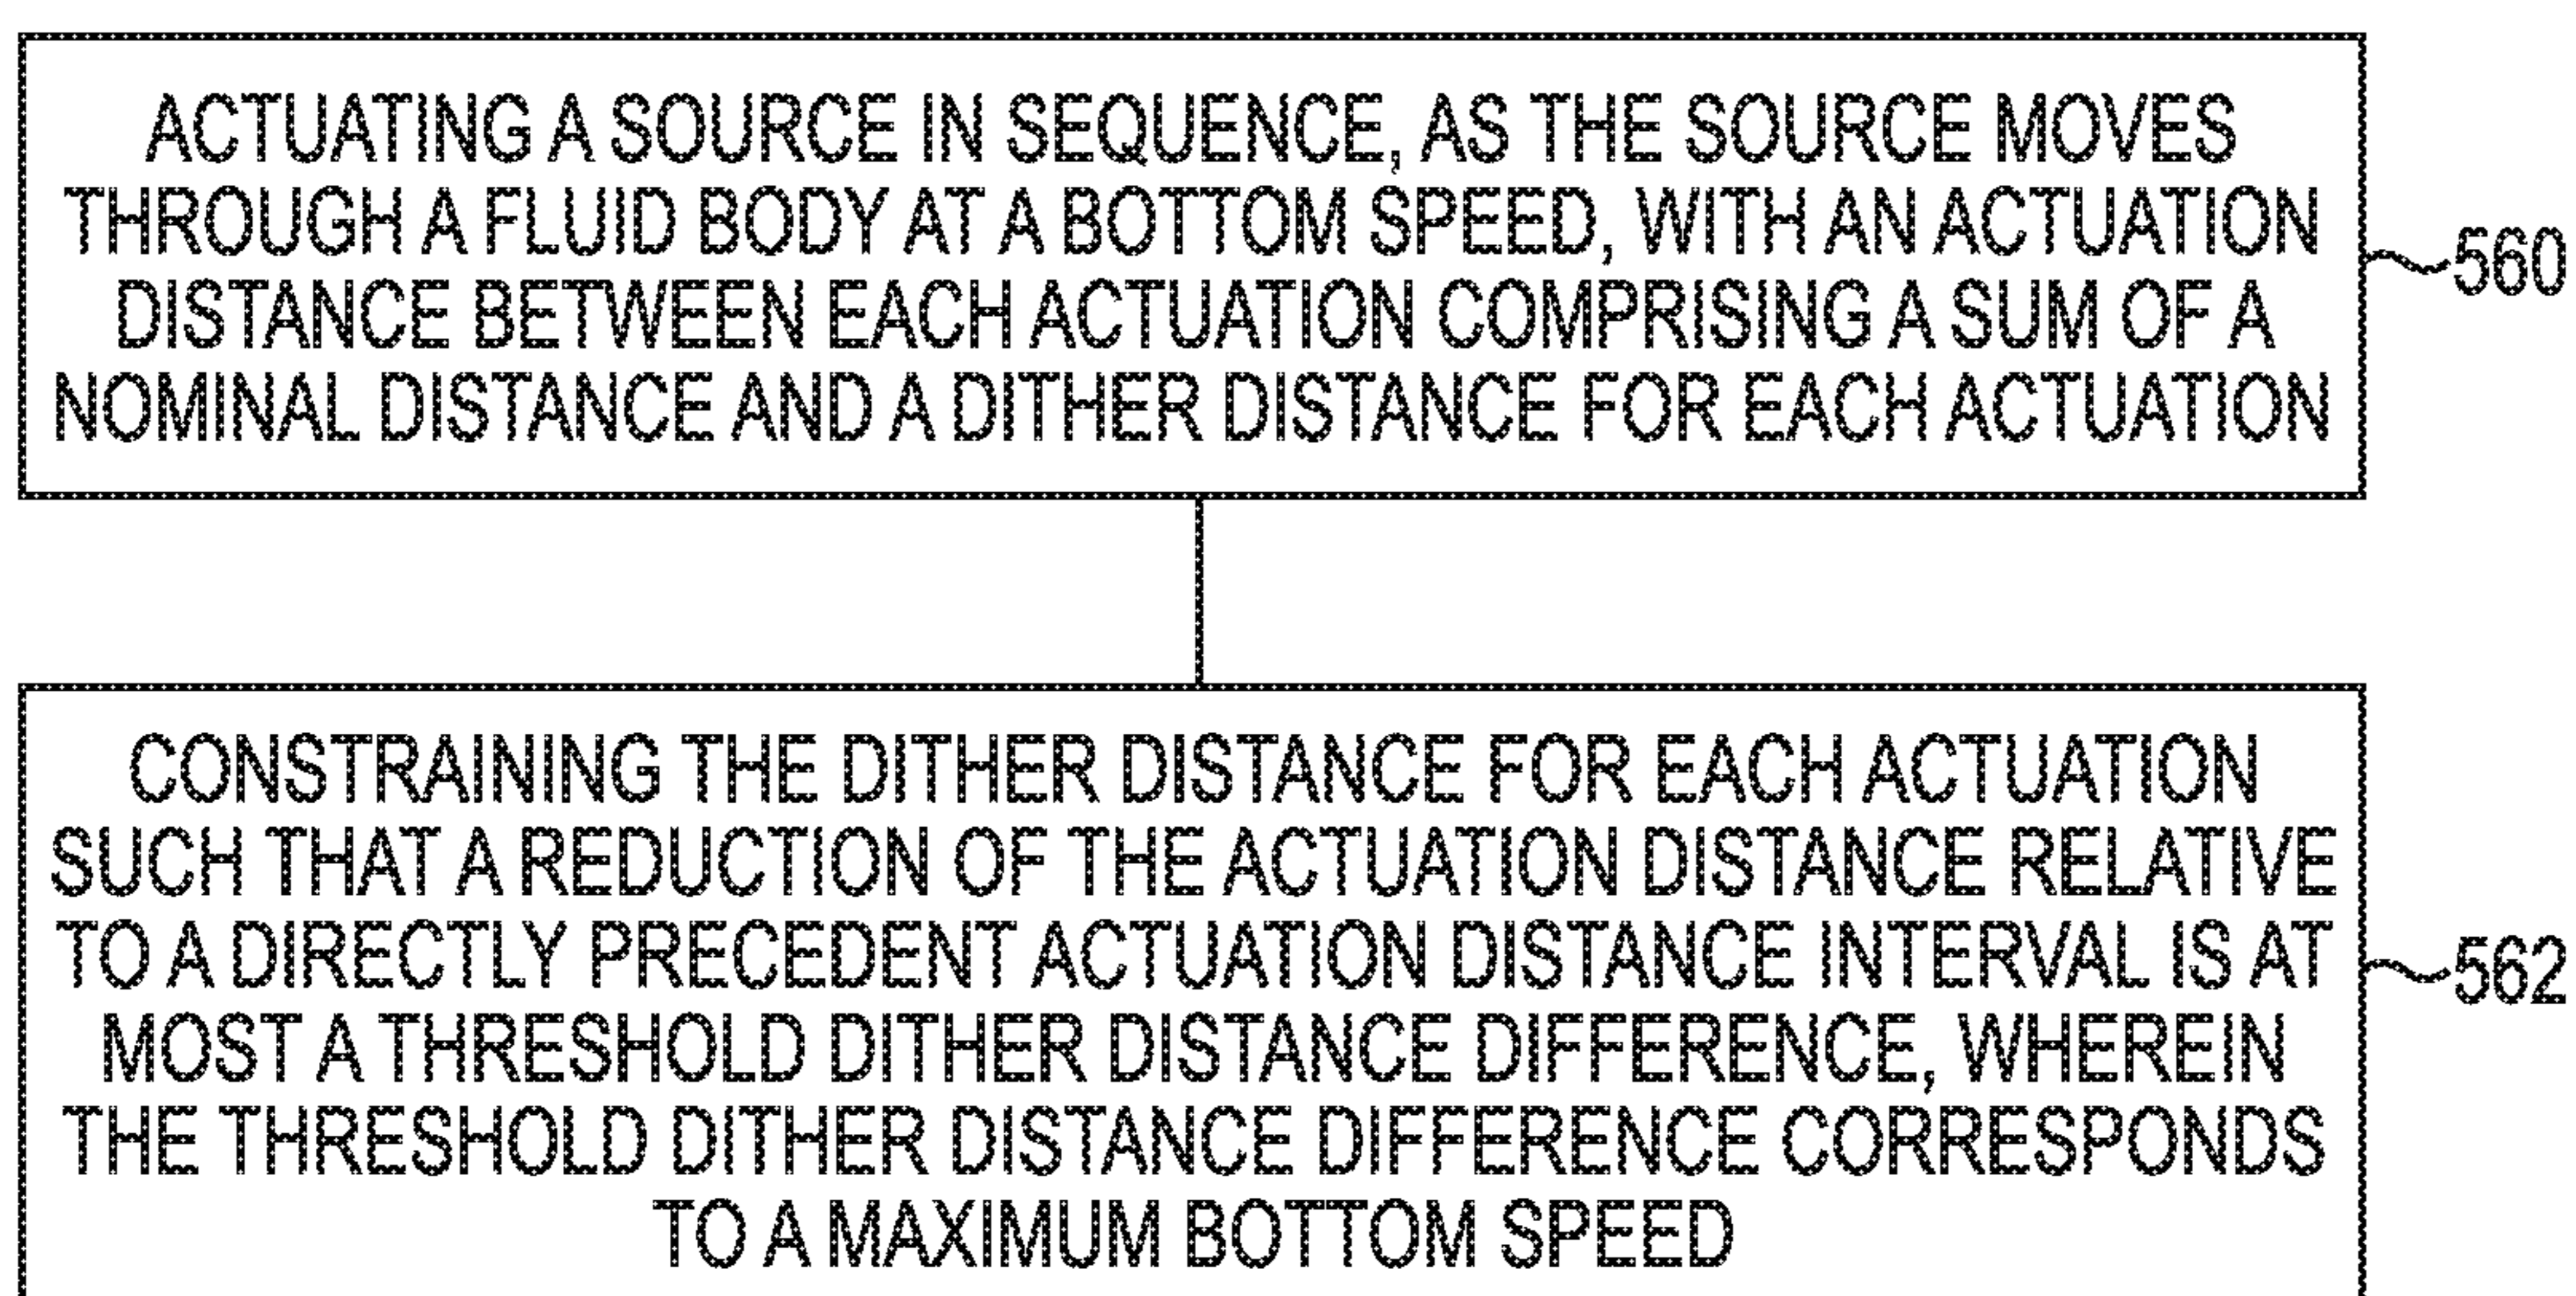 ACTUATING A SOURCE IN SEQUENCE, AS THE SOURCE MOVES
THROUGH A FLUID BODY AT A BOTTOM SPEED, WITH AN ACTUATION
DISTANCE BETWEEN EACH ACTUATION COMPRISING A SUM OF A
NOMINAL DISTANCE AND A DITHER DISTANCE FOR EACH ACTUATION
560
CONSTRAINING THE DITHER DISTANCE FOR EACH ACTUATION
SUCH THAT A REDUCTION OF THE ACTUATION DISTANCE RELATIVE
TO A DIRECTLY PRECEDENT ACTUATION DISTANCE INTERVAL IS AT
MOST A THRESHOLD DITHER DISTANCE DIFFERENCE, WHEREIN
THE THRESHOLD DITHER DISTANCE DIFFERENCE CORRESPONDS
TO A MAXIMUM BOTTOM SPEED
562